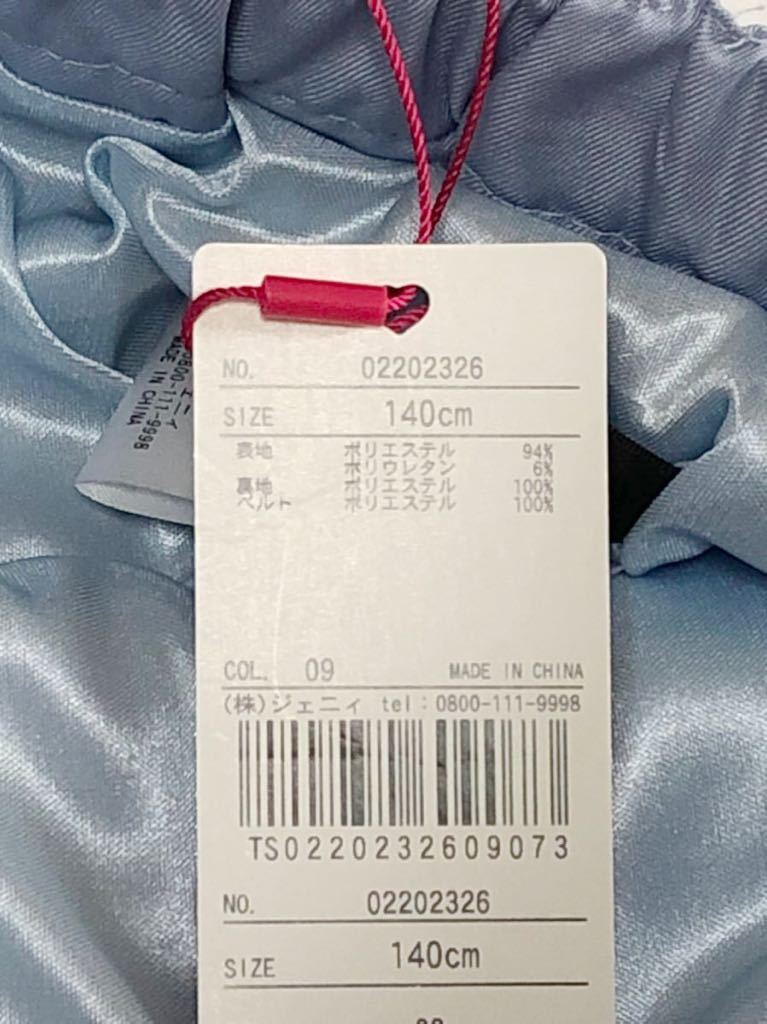 NO. 02202326
SIZE 140cm
表地 ポリエステル 94%
ポリウレタン 6%
裏地 ポリエステル 100%
ベルト ポリエステル 100%
COL. 09 MADE IN CHINA
(株)ジェニィ tel:0800-111-9998
TS0220232609073
NO. 02202326
SIZE 140cm
0800-111-9998
MADE IN CHINA